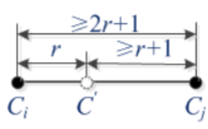 ≥2r+1
r ≥r+1
C_i C' C_j